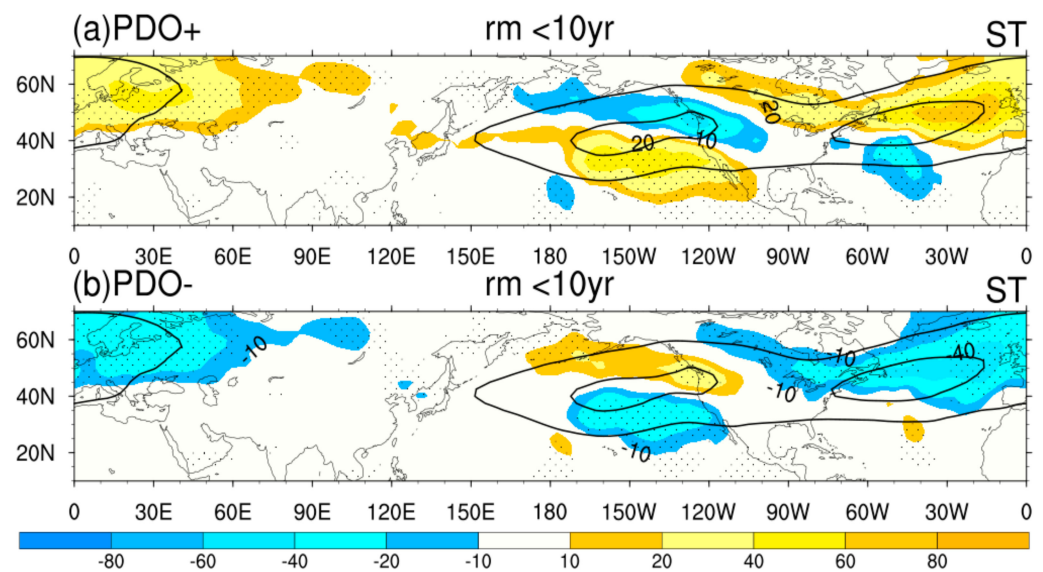 (a)PDO+ rm <10yr ST
60N
20
40N 20 -10
20N
0 30E 60E 90E 120E 150E 180 150W 120W 90W 60W 30W 0
(b)PDO- rm <10yr ST
60N -10 -10 -40
40N -10
20N -10
0 30E 60E 90E 120E 150E 180 150W 120W 90W 60W 30W 0
-80 -60 -40 -20 -10 10 20 40 60 80